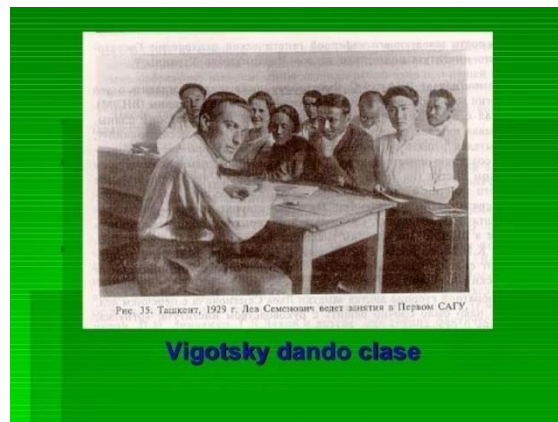 Рис. 35. Ташкент, 1929 г. Лев Семенович ведет занятия в Первом САГУ.
Vigotsky dando clase